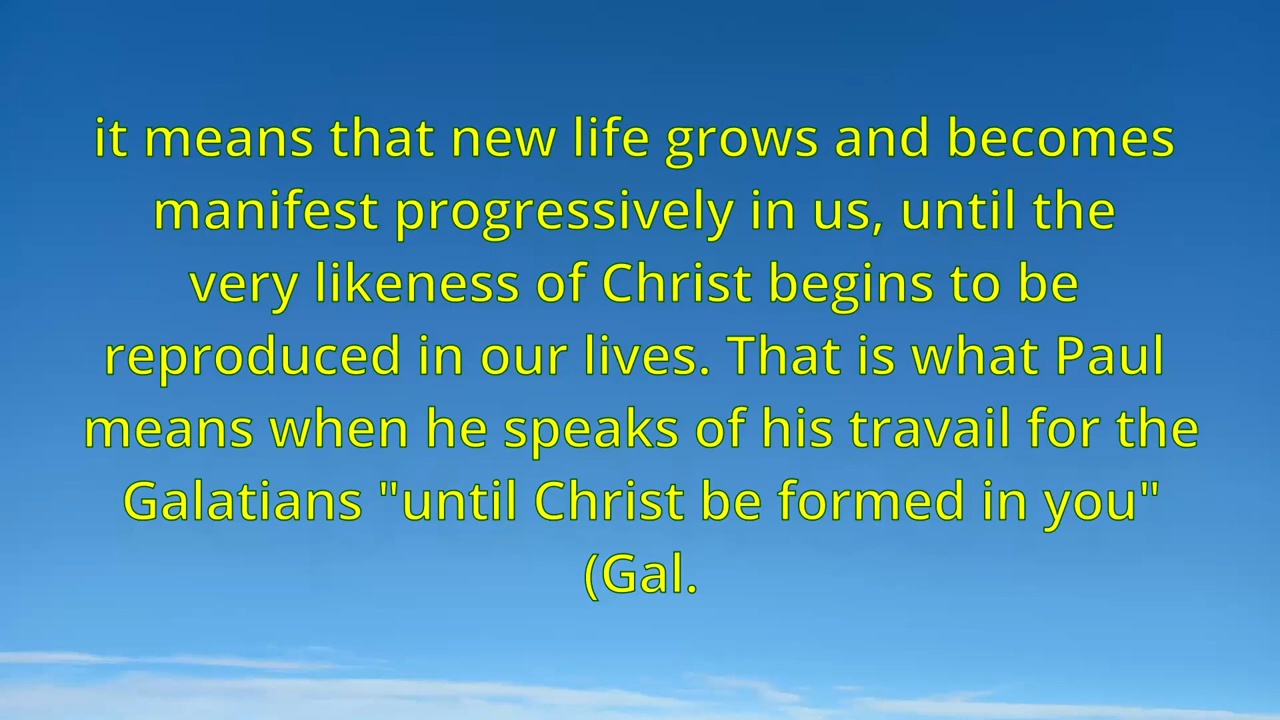 it means that new life grows and becomes
manifest progressively in us, until the
very likeness of Christ begins to be
reproduced in our lives. That is what Paul
means when he speaks of his travail for the
Galatians "until Christ be formed in you"
(Gal.